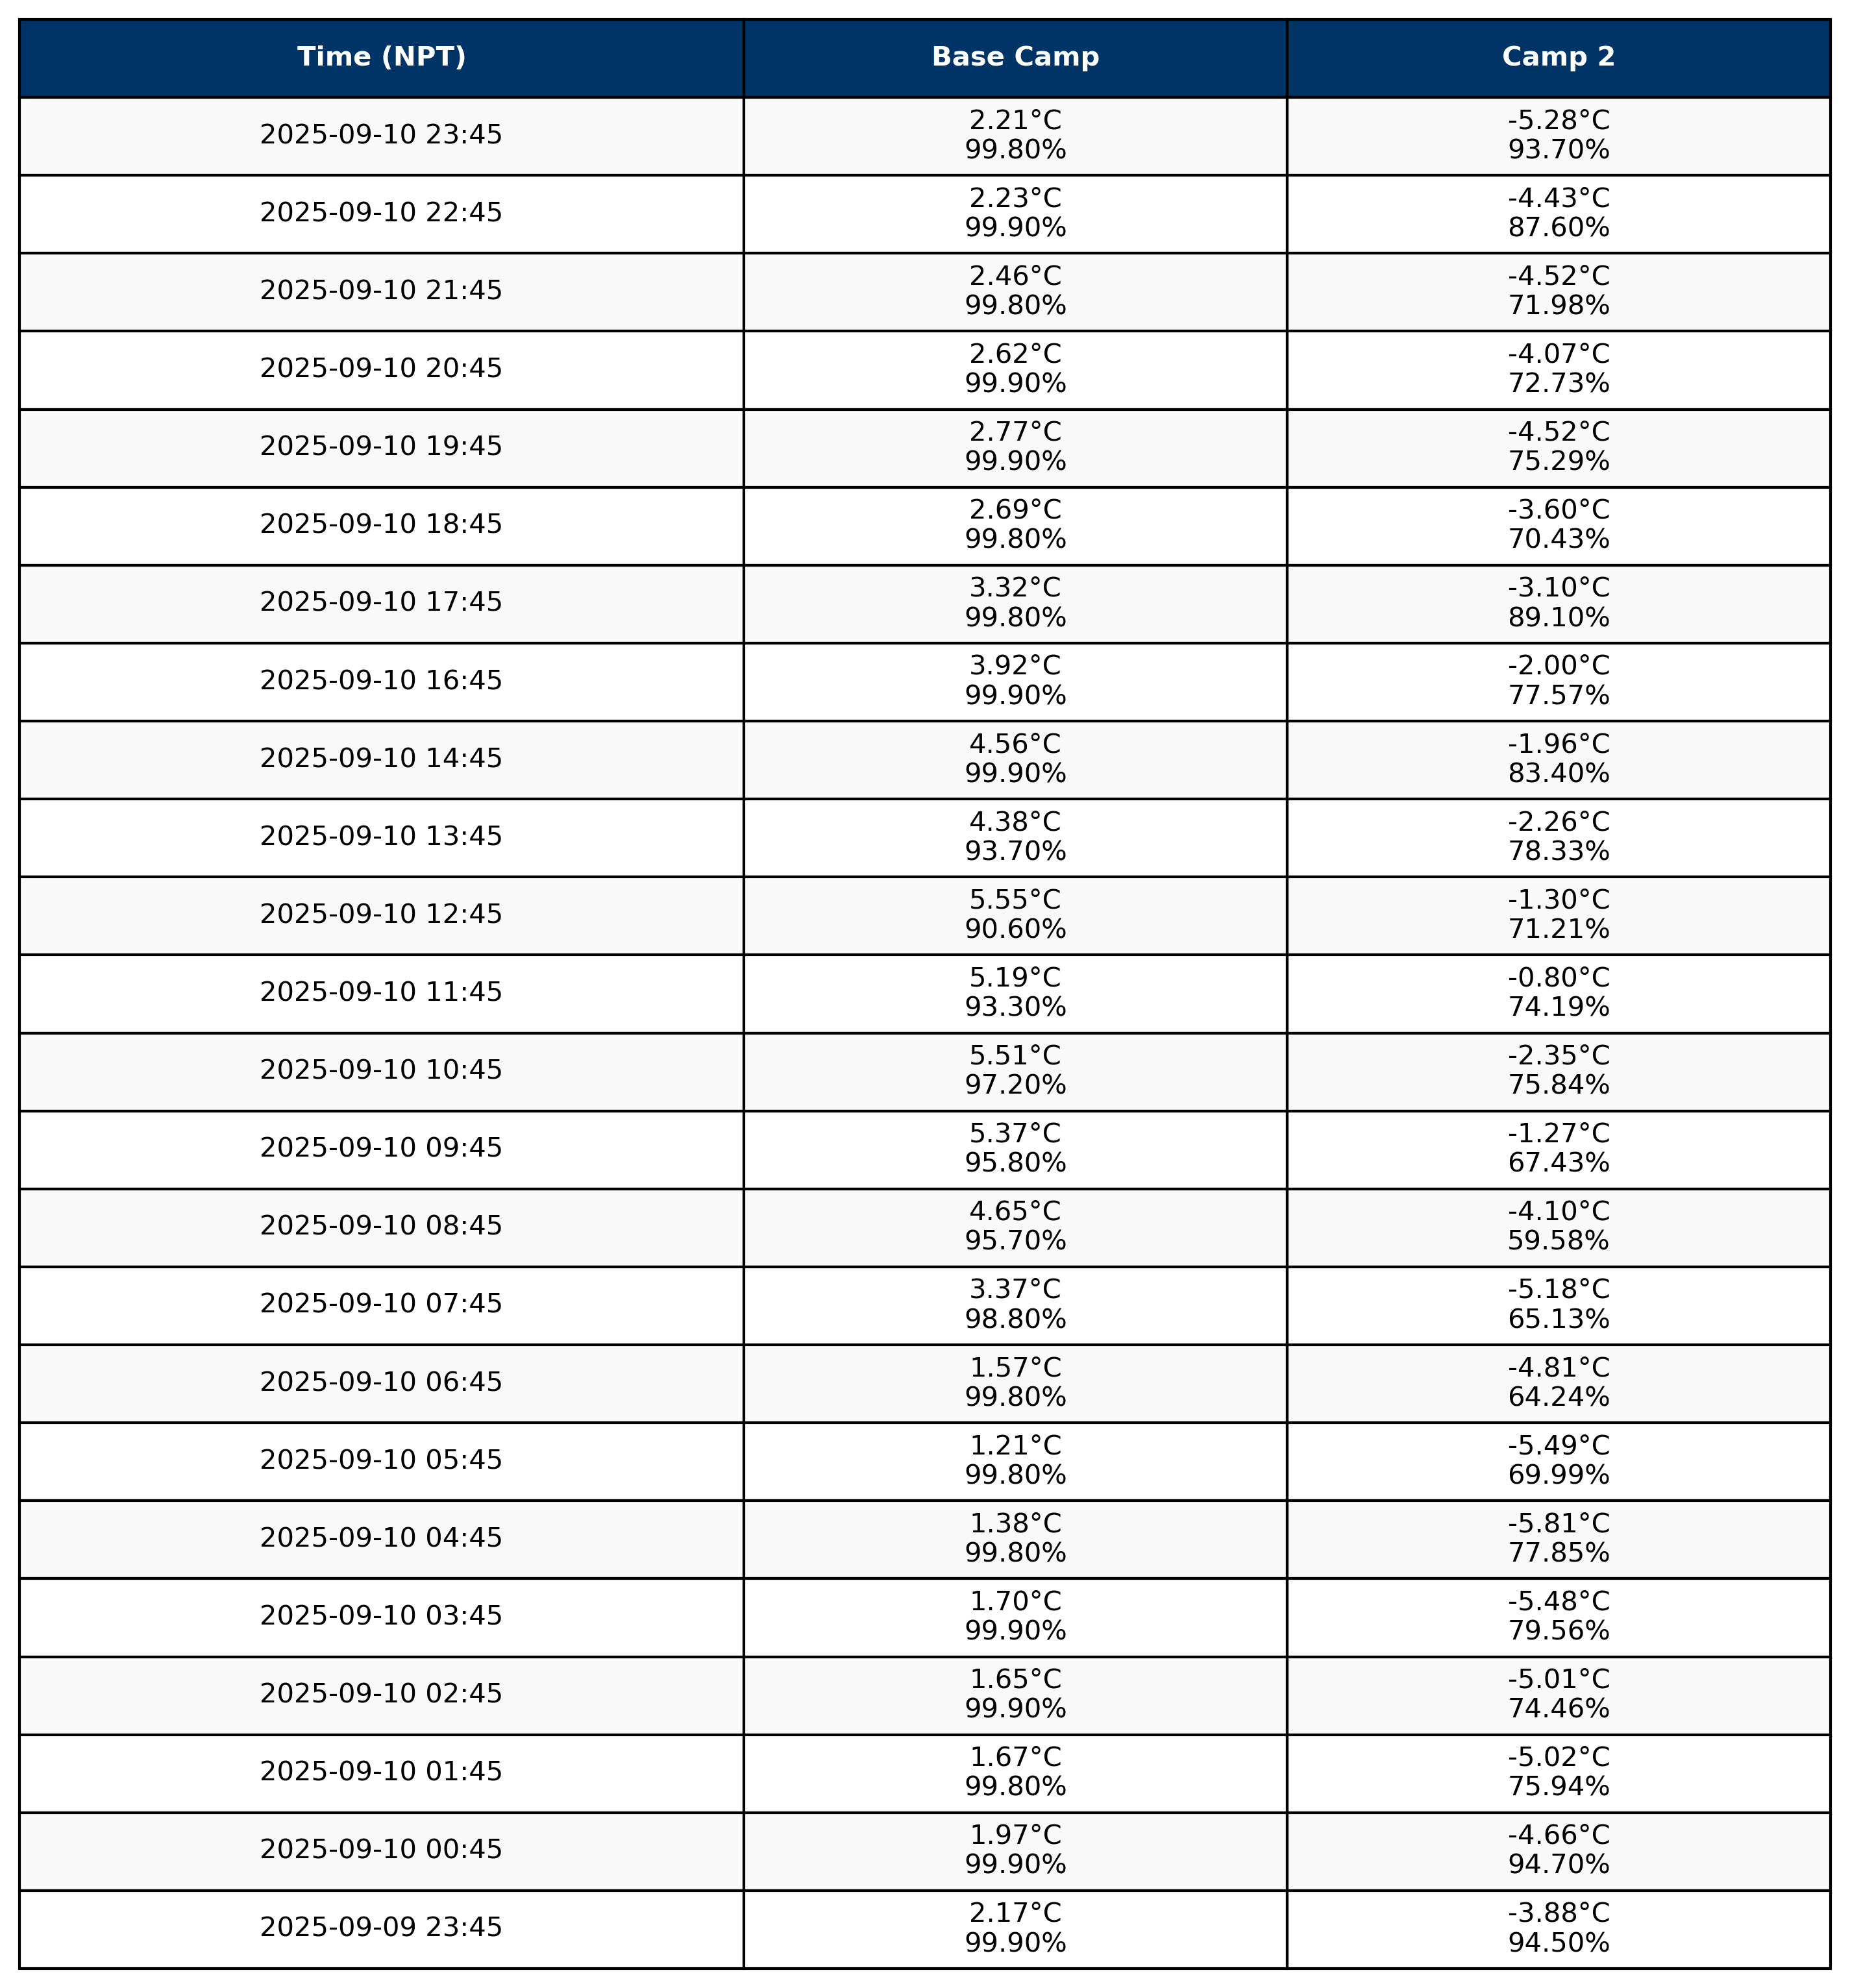 Time (NPT) Base Camp Camp 2
2025-09-10 23:45 2.21°C -5.28°C
99.80% 93.70%
2025-09-10 22:45 2.23°C -4.43°C
99.90% 87.60%
2025-09-10 21:45 2.46°C -4.52°C
99.80% 71.98%
2025-09-10 20:45 2.62°C -4.07°C
99.90% 72.73%
2025-09-10 19:45 2.77°C -4.52°C
99.90% 75.29%
2025-09-10 18:45 2.69°C -3.60°C
99.80% 70.43%
2025-09-10 17:45 3.32°C -3.10°C
99.80% 89.10%
2025-09-10 16:45 3.92°C -2.00°C
99.90% 77.57%
2025-09-10 14:45 4.56°C -1.96°C
99.90% 83.40%
2025-09-10 13:45 4.38°C -2.26°C
93.70% 78.33%
2025-09-10 12:45 5.55°C -1.30°C
90.60% 71.21%
2025-09-10 11:45 5.19°C -0.80°C
93.30% 74.19%
2025-09-10 10:45 5.51°C -2.35°C
97.20% 75.84%
2025-09-10 09:45 5.37°C -1.27°C
95.80% 67.43%
2025-09-10 08:45 4.65°C -4.10°C
95.70% 59.58%
2025-09-10 07:45 3.37°C -5.18°C
98.80% 65.13%
2025-09-10 06:45 1.57°C -4.81°C
99.80% 64.24%
2025-09-10 05:45 1.21°C -5.49°C
99.80% 69.99%
2025-09-10 04:45 1.38°C -5.81°C
99.80% 77.85%
2025-09-10 03:45 1.70°C -5.48°C
99.90% 79.56%
2025-09-10 02:45 1.65°C -5.01°C
99.90% 74.46%
2025-09-10 01:45 1.67°C -5.02°C
99.80% 75.94%
2025-09-10 00:45 1.97°C -4.66°C
99.90% 94.70%
2025-09-09 23:45 2.17°C -3.88°C
99.90% 94.50%